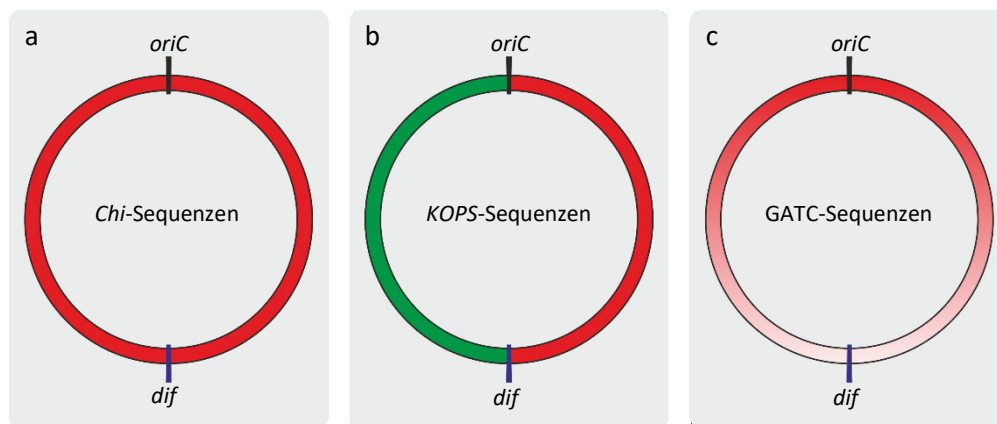 a
oriC
Chi-Sequenzen
dif
b
oriC
KOPS-Sequenzen
dif
c
oriC
GATC-Sequenzen
dif